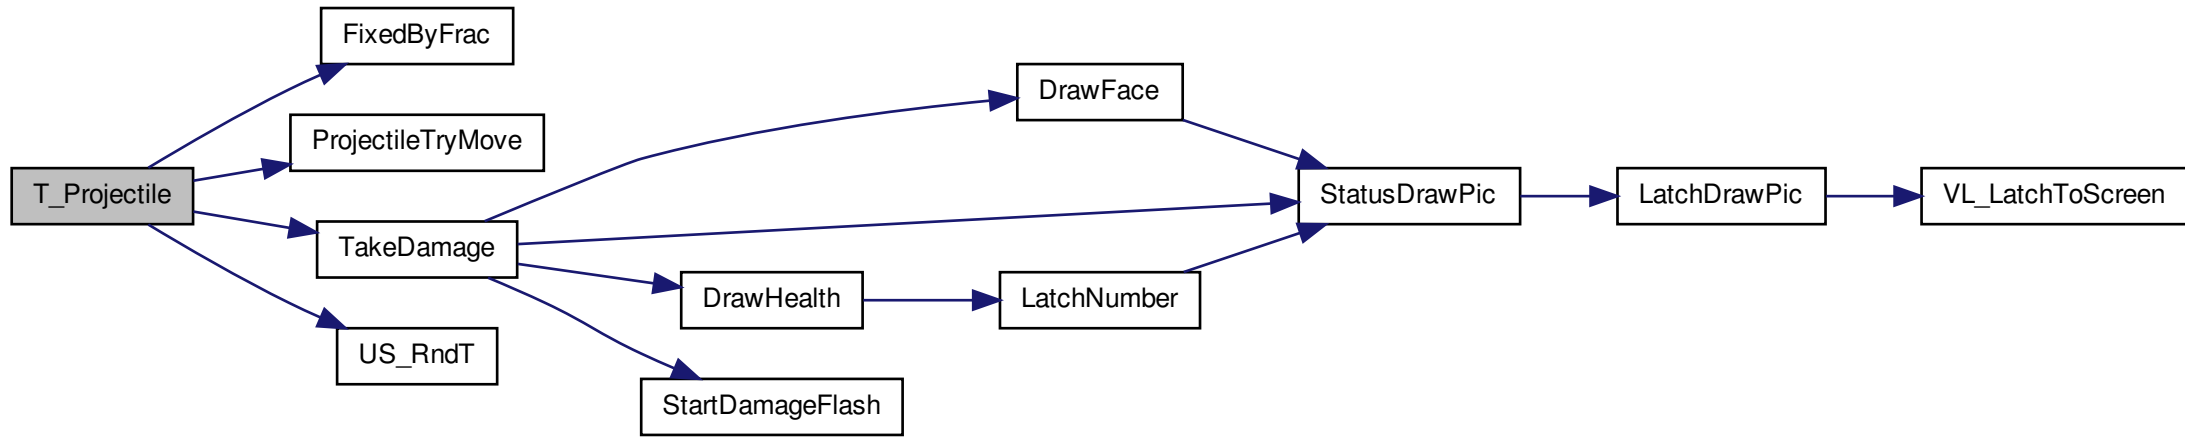 FixedByFrac
DrawFace
ProjectileTryMove
T_Projectile
StatusDrawPic
LatchDrawPic
VL_LatchToScreen
TakeDamage
DrawHealth
LatchNumber
US_RndT
StartDamageFlash